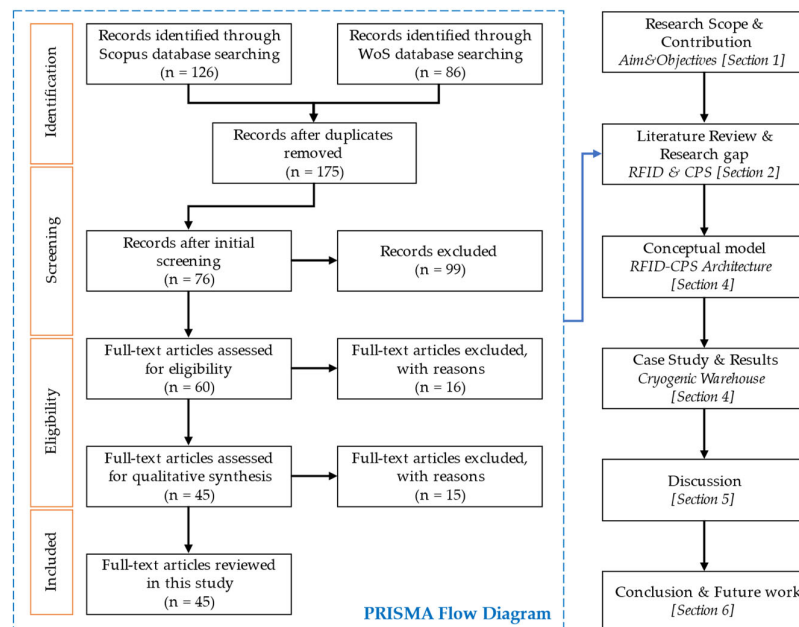 Identification
Records identified through
Scopus database searching
(n = 126)
Records identified through
WoS database searching
(n = 86)
Records after duplicates
removed
(n = 175)
Screening
Records after initial
screening
(n = 76)
Records excluded
(n = 99)
Eligibility
Full-text articles assessed
for eligibility
(n = 60)
Full-text articles excluded,
with reasons
(n = 16)
Full-text articles assessed
for qualitative synthesis
(n = 45)
Full-text articles excluded,
with reasons
(n = 15)
Included
Full-text articles reviewed
in this study
(n = 45)
PRISMA Flow Diagram
Research Scope &
Contribution
Aim&Objectives [Section 1]
Literature Review &
Research gap
RFID & CPS [Section 2]
Conceptual model
RFID-CPS Architecture
[Section 4]
Case Study & Results
Cryogenic Warehouse
[Section 4]
Discussion
[Section 5]
Conclusion & Future work
[Section 6]